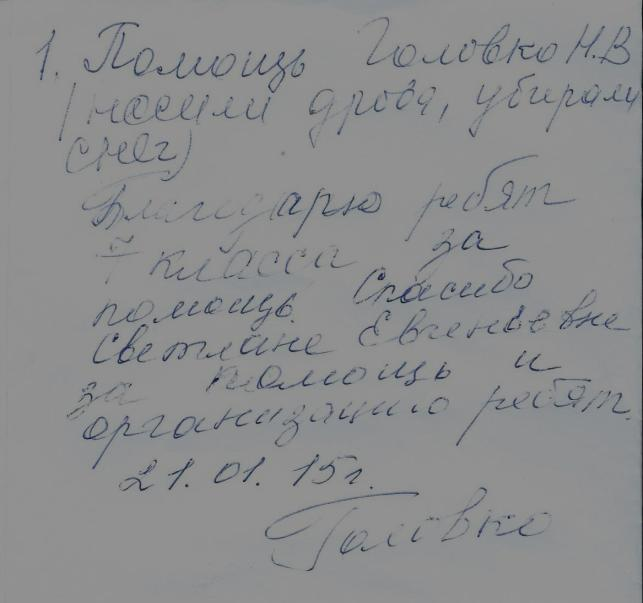 1. Помощь Головко Н.В
(носили дрова, убирали
снег)
Благодарю ребят
7 класса за
помощь. Спасибо
Светлане Евгеньевне
за помощь и
организацию ребят.
21.01.15г.
Головко